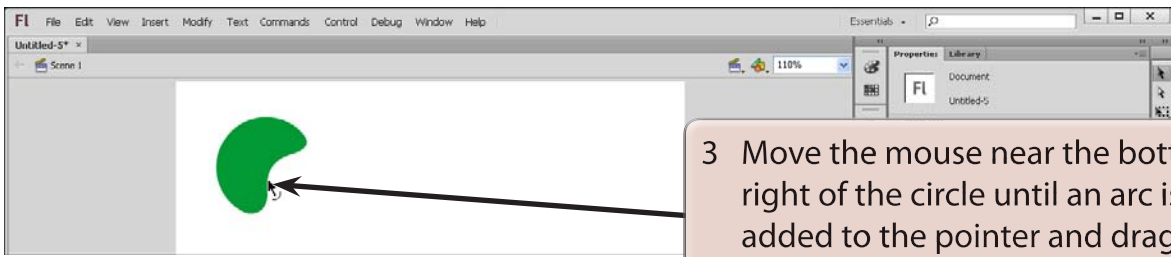 Fl File Edit View Insert Modify Text Commands Control Debug Window Help Essentials
Untitled-5* ×
Scene 1 110%
Properties Library
Fl Document
Untitled-5
3 Move the mouse near the bott
right of the circle until an arc is
added to the pointer and drag